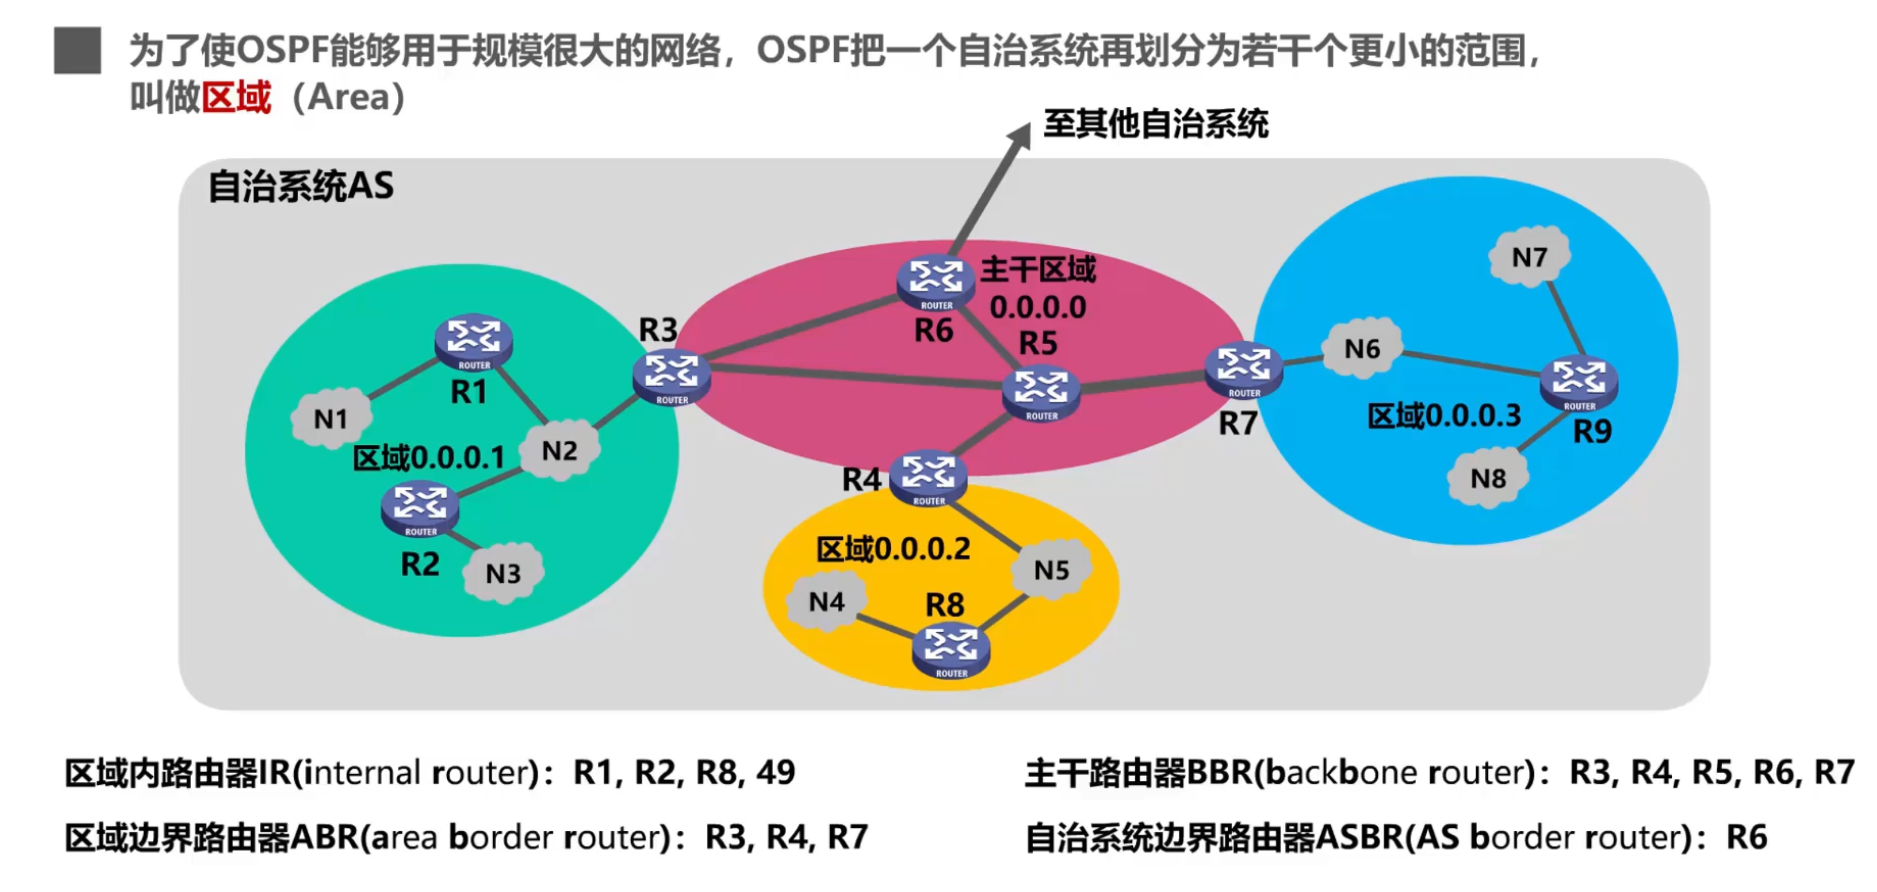 为了使OSPF能够用于规模很大的网络，OSPF把一个自治系统再划分为若干个更小的范围，
叫做区域（Area）
至其他自治系统
自治系统AS
主干区域
0.0.0.0
ROUTER
R6
R5
R3
ROUTER
ROUTER
R7
ROUTER
R4
ROUTER
ROUTER
R1
N1
N2
区域0.0.0.1
ROUTER
R2
N3
区域0.0.0.2
N5
N4
R8
ROUTER
N7
N6
ROUTER
区域0.0.0.3
R9
N8
区域内路由器IR(internal router)：R1, R2, R8, 49
主干路由器BBR(backbone router)：R3, R4, R5, R6, R7
区域边界路由器ABR(area border router)：R3, R4, R7
自治系统边界路由器ASBR(AS border router)：R6